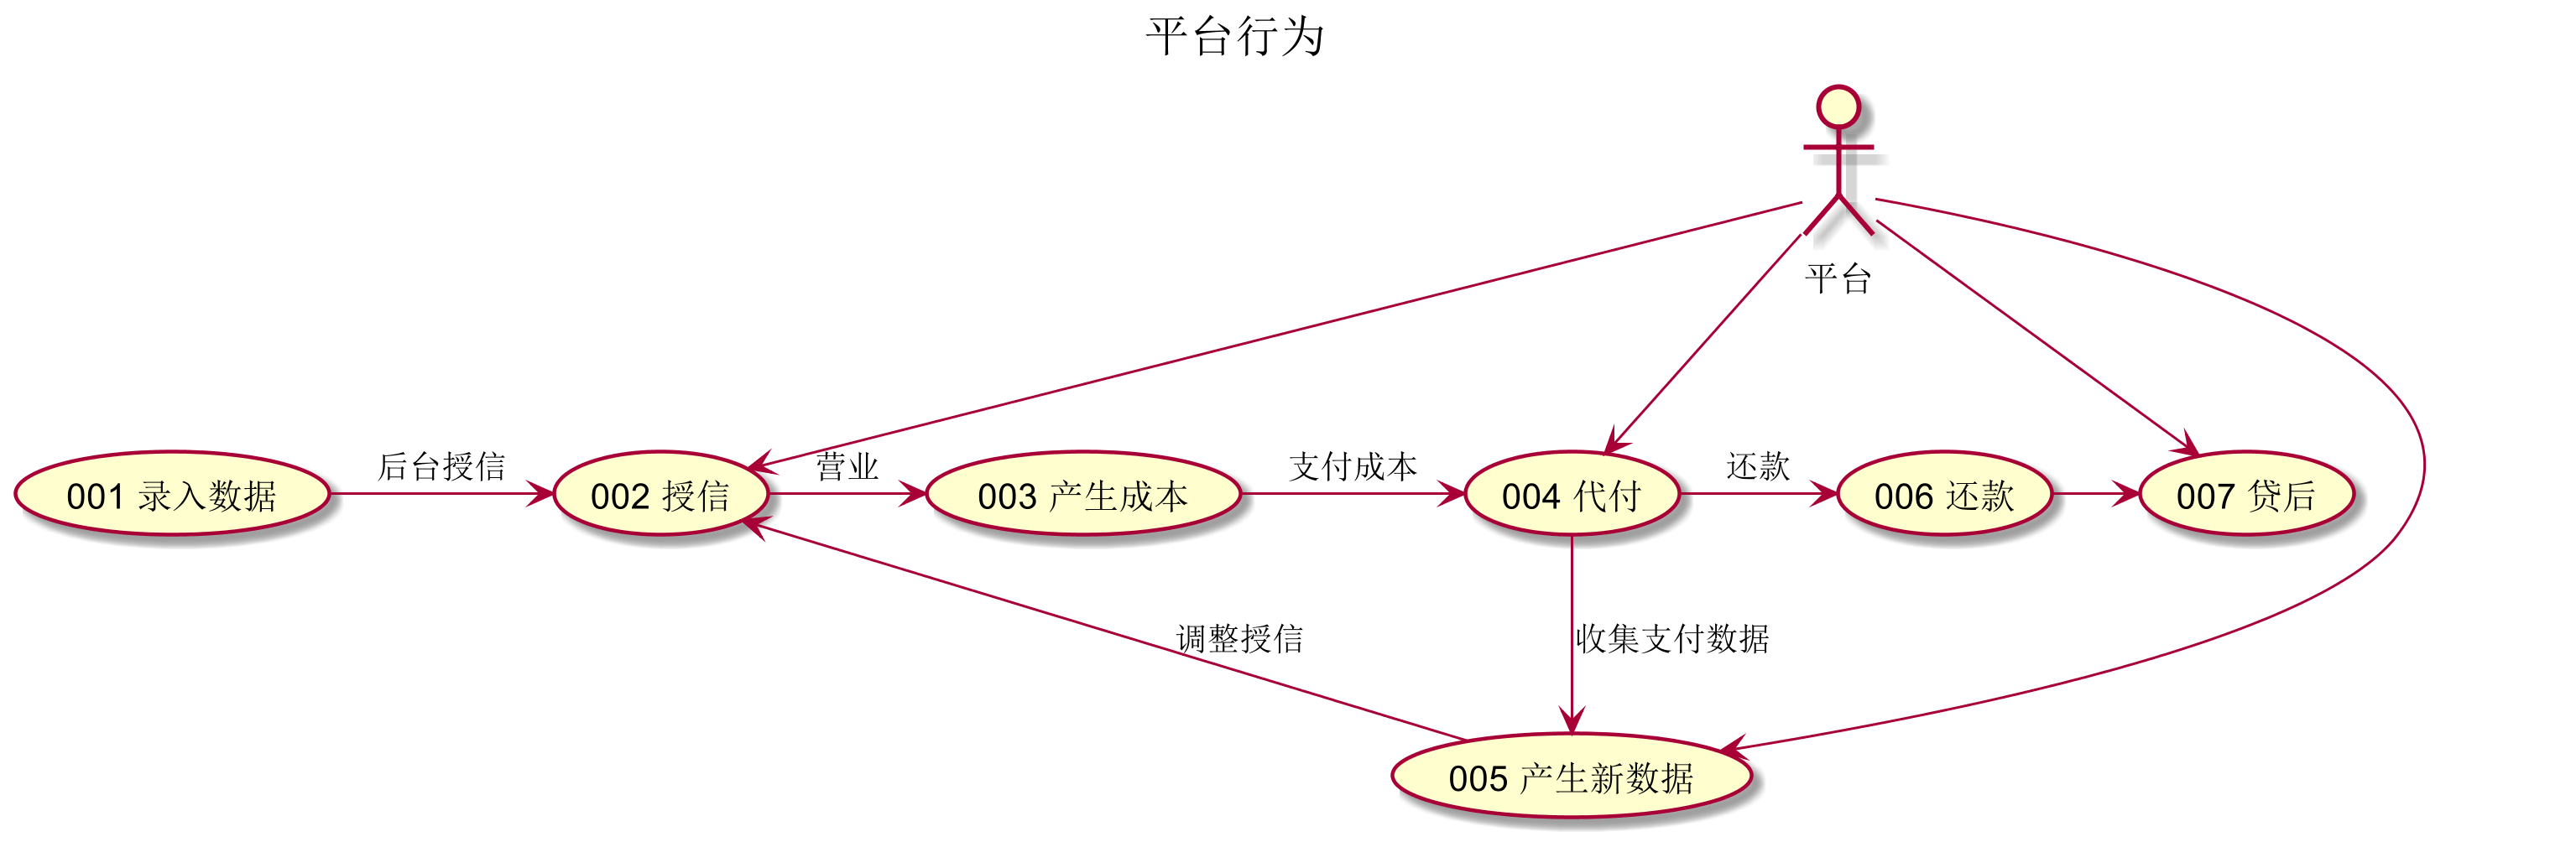 平台行为
平台
后台授信
营业
支付成本
还款
001 录入数据
002 授信
003 产生成本
004 代付
006 还款
007 贷后
调整授信
收集支付数据
005 产生新数据